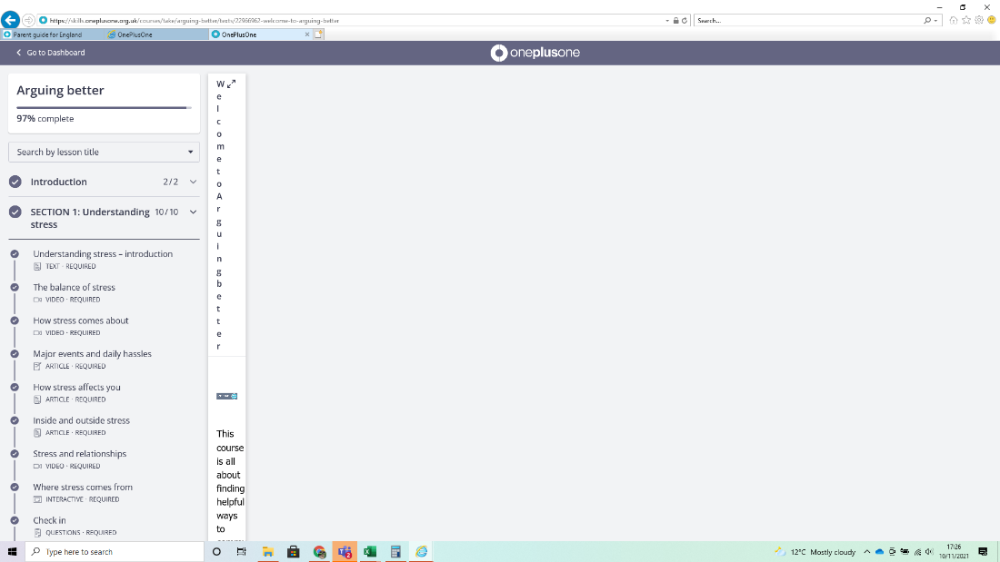 https://skills.oneplusone.org.uk/courses/take/arguing-better/texts/22966962-welcome-to-arguing-better
Search...
Parent guide for England
OnePlusOne
OnePlusOne
Go to Dashboard
oneplusone
Arguing better
97% complete
Search by lesson title
Introduction 2 / 2
SECTION 1: Understanding 10 / 10
stress
Understanding stress – introduction
TEXT · REQUIRED
The balance of stress
VIDEO · REQUIRED
How stress comes about
VIDEO · REQUIRED
Major events and daily hassles
ARTICLE · REQUIRED
How stress affects you
ARTICLE · REQUIRED
Inside and outside stress
ARTICLE · REQUIRED
Stress and relationships
VIDEO · REQUIRED
Where stress comes from
INTERACTIVE · REQUIRED
Check in
QUESTIONS · REQUIRED
W
e
l
c
o
m
e
t
o
A
r
g
u
i
n
g
b
e
t
t
e
r
This
course
is all
about
finding
helpful
ways
to
Type here to search
2
12°C Mostly cloudy
17:26
10/11/2021